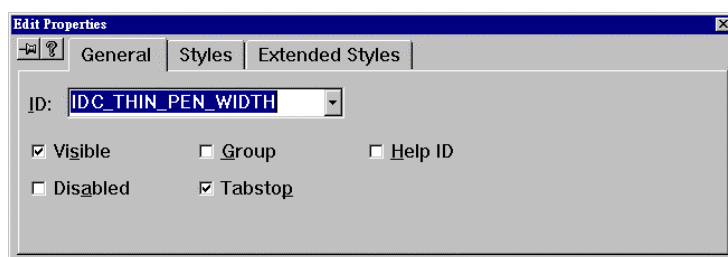 Edit Properties
? General Styles Extended Styles
ID: IDC_THIN_PEN_WIDTH
Visible Group Help ID
Disabled Tabstop